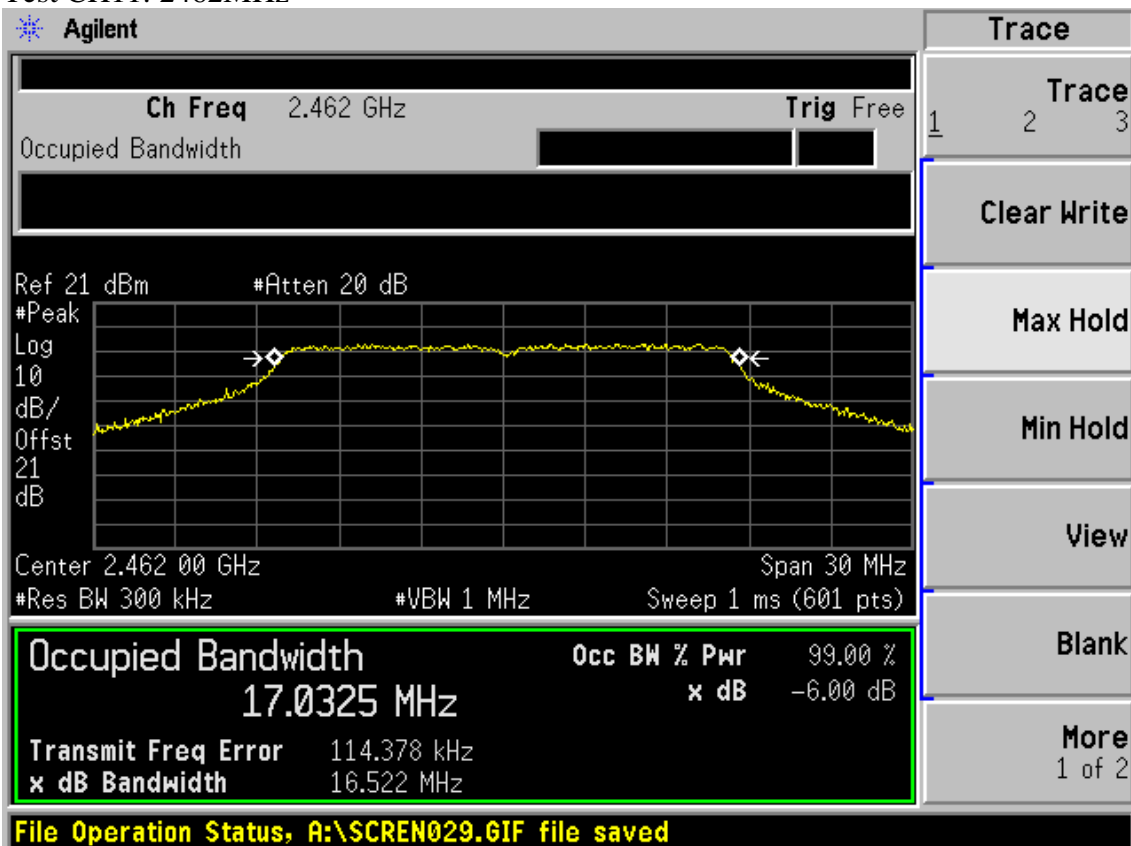 Test CH11: 2462MHz
Agilent
Trace
Ch Freq 2.462 GHz Trig Free
Occupied Bandwidth
Trace
1 2 3
Clear Write
Max Hold
Min Hold
View
Blank
More
1 of 2
Ref 21 dBm #Atten 20 dB
#Peak
Log
10
dB/
Offst
21
dB
Center 2.462 00 GHz Span 30 MHz
#Res BW 300 kHz #VBW 1 MHz Sweep 1 ms (601 pts)
Occupied Bandwidth Occ BW % Pwr 99.00 %
17.0325 MHz x dB -6.00 dB
Transmit Freq Error 114.378 kHz
x dB Bandwidth 16.522 MHz
File Operation Status, A:\SCREN029.GIF file saved